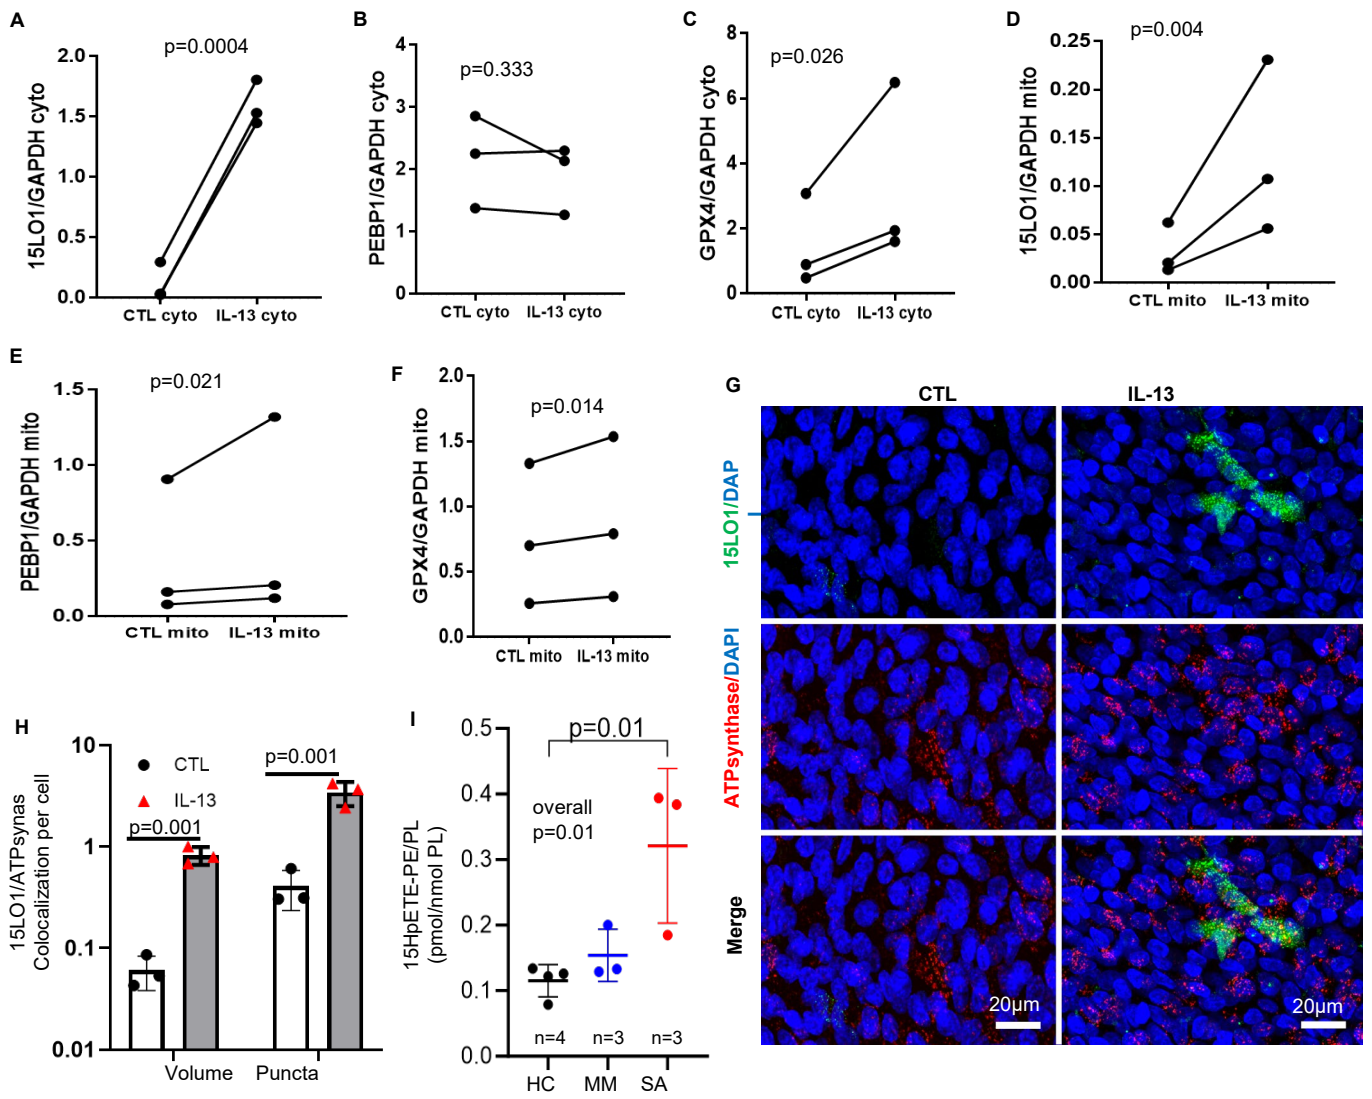 A
p=0.0004
15LO1/GAPDH cyto
2.0
1.5
1.0
0.5
0.0
CTL cyto
IL-13 cyto
B
p=0.333
PEBP1/GAPDH cyto
4
3
2
1
0
CTL cyto
IL-13 cyto
C
p=0.026
GPX4/GAPDH cyto
8
6
4
2
0
CTL cyto
IL-13 cyto
D
p=0.004
15LO1/GAPDH mito
0.25
0.20
0.15
0.10
0.05
0.00
CTL mito
IL-13 mito
E
p=0.021
PEBP1/GAPDH mito
1.5
1.0
0.5
0.0
CTL mito
IL-13 mito
F
p=0.014
GPX4/GAPDH mito
2.0
1.5
1.0
0.5
0.0
CTL mito
IL-13 mito
G
CTL
IL-13
15LO1/DAP
ATPsynthase/DAPI
Merge
20μm
20μm
H
15LO1/ATPsynas
Colocalization per cell
10
1
0.1
0.01
CTL
IL-13
p=0.001
p=0.001
Volume
Puncta
I
15HpETE-PE/PL
(pmol/nmol PL)
0.5
0.4
0.3
0.2
0.1
0.0
p=0.01
overall
p=0.01
n=4
n=3
n=3
HC
MM
SA